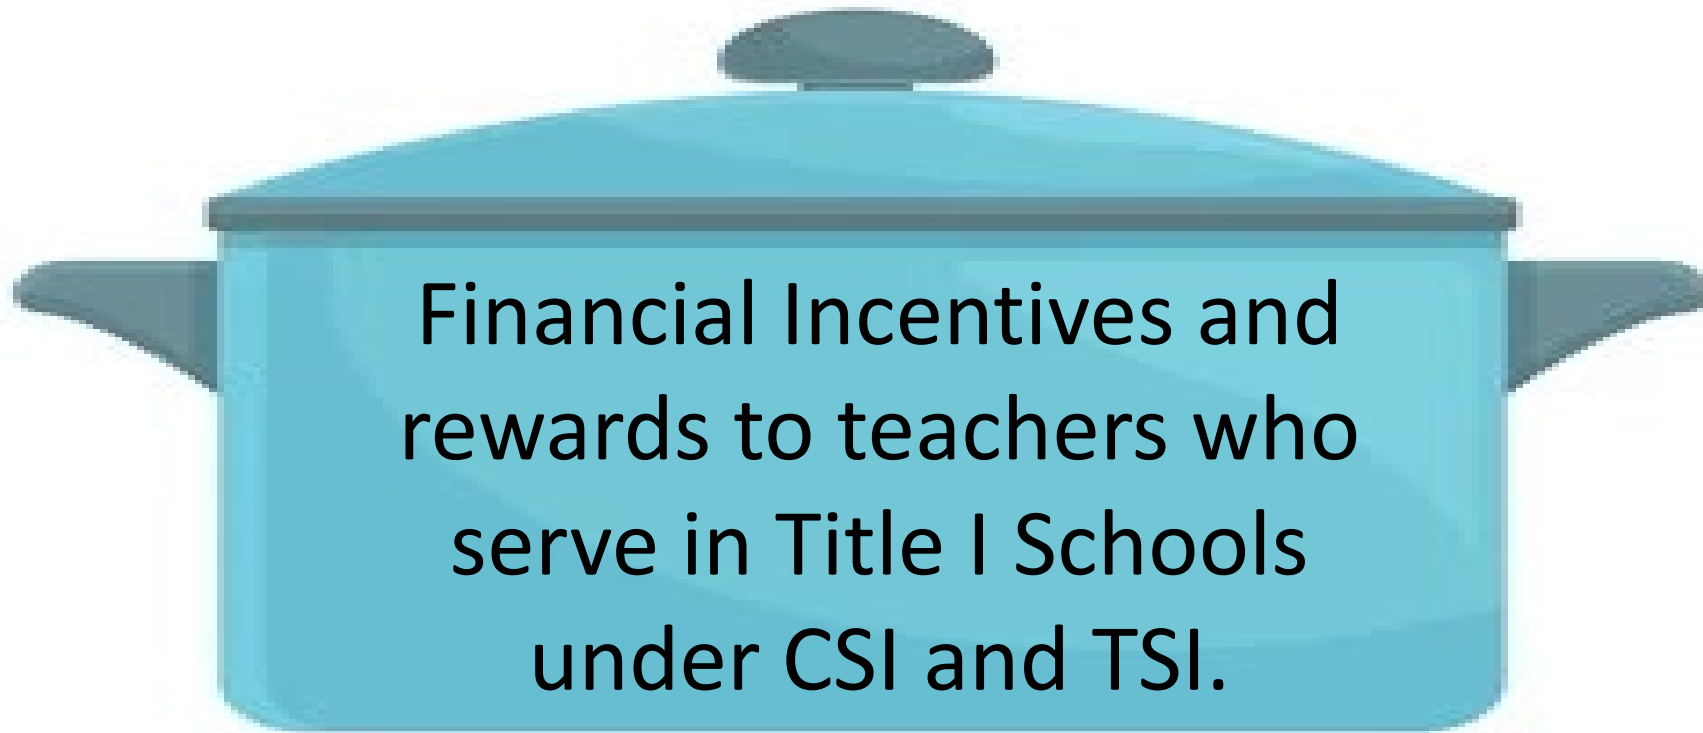 Financial Incentives and
rewards to teachers who
serve in Title I Schools
under CSI and TSI.